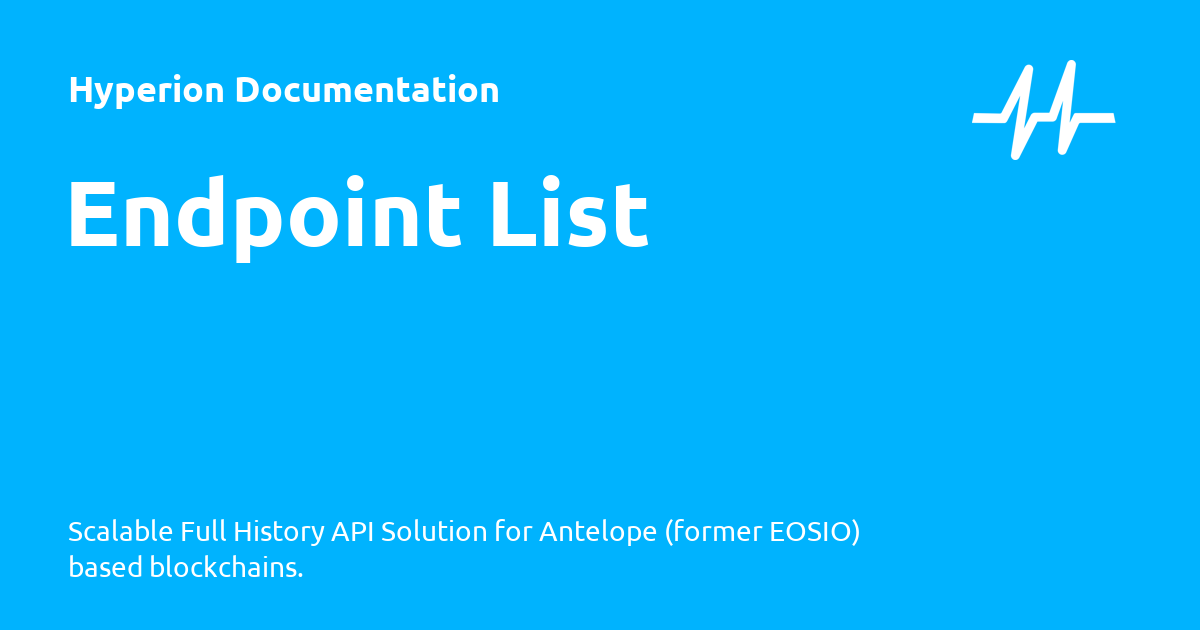 Hyperion Documentation
Endpoint List
Scalable Full History API Solution for Antelope (former EOSIO)
based blockchains.